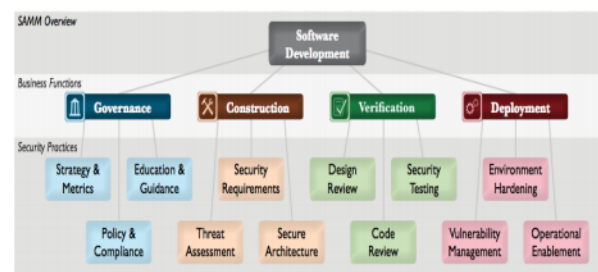 SAMM Overview
Software
Development
Business Functions
Governance
Construction
Verification
Deployment
Security Practices
Strategy &
Metrics
Education &
Guidance
Security
Requirements
Design
Review
Security
Testing
Environment
Hardening
Policy &
Compliance
Threat
Assessment
Secure
Architecture
Code
Review
Vulnerability
Management
Operational
Enablement